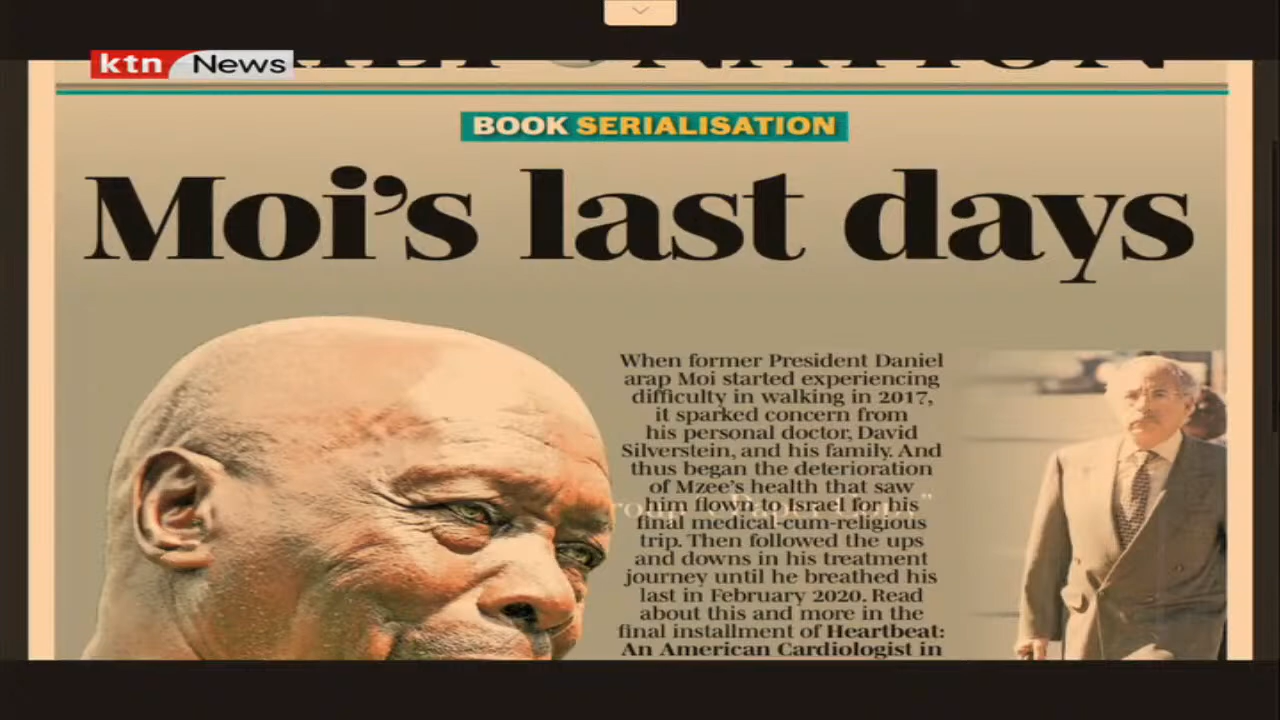 ktn News
NATION
BOOK SERIALISATION
Moi's last days
When former President Daniel
arap Moi started experiencing
difficulty in walking in 2017,
it sparked concern from
his personal doctor, David
Silverstein, and his family. And
thus began the deterioration
of Mzee's health that saw
him flown to Israel for his
final medical-cum-religious
trip. Then followed the ups
and downs in his treatment
journey until he breathed his
last in February 2020. Read
about this and more in the
final installment of Heartbeat:
An American Cardiologist in